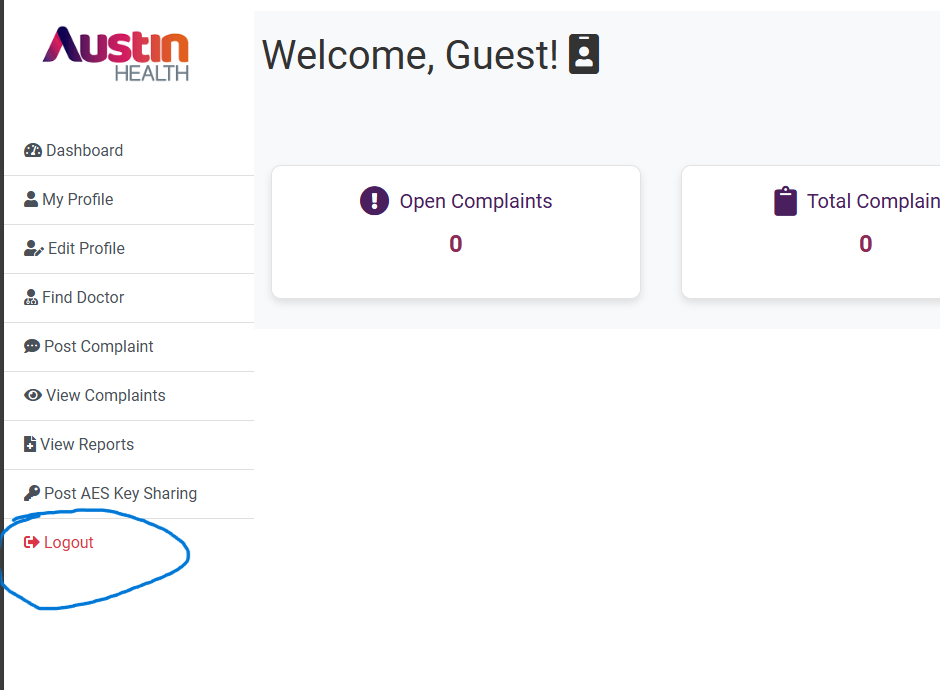 Austin
HEALTH
Welcome, Guest!
Dashboard
My Profile
Edit Profile
Find Doctor
Post Complaint
View Complaints
View Reports
Post AES Key Sharing
Logout
Open Complaints
0
Total Complain
0